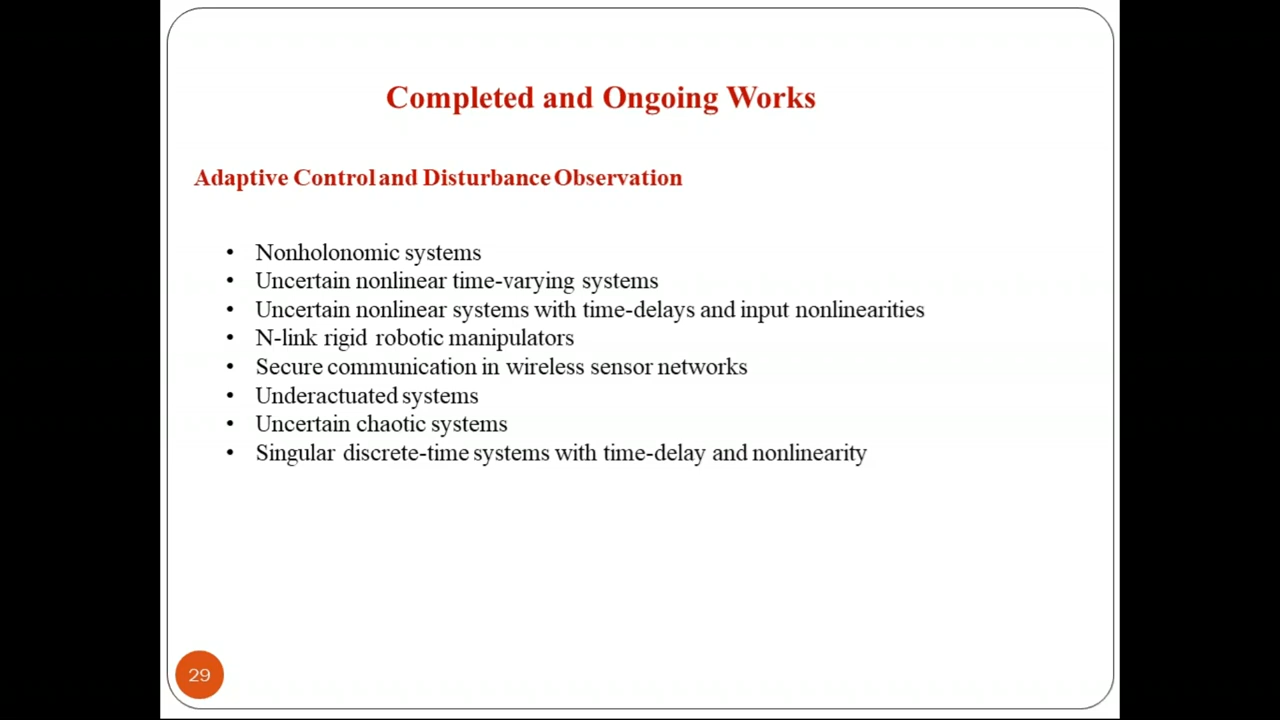 Completed and Ongoing Works
Adaptive Control and Disturbance Observation
• Nonholonomic systems
• Uncertain nonlinear time-varying systems
• Uncertain nonlinear systems with time-delays and input nonlinearities
• N-link rigid robotic manipulators
• Secure communication in wireless sensor networks
• Underactuated systems
• Uncertain chaotic systems
• Singular discrete-time systems with time-delay and nonlinearity
29